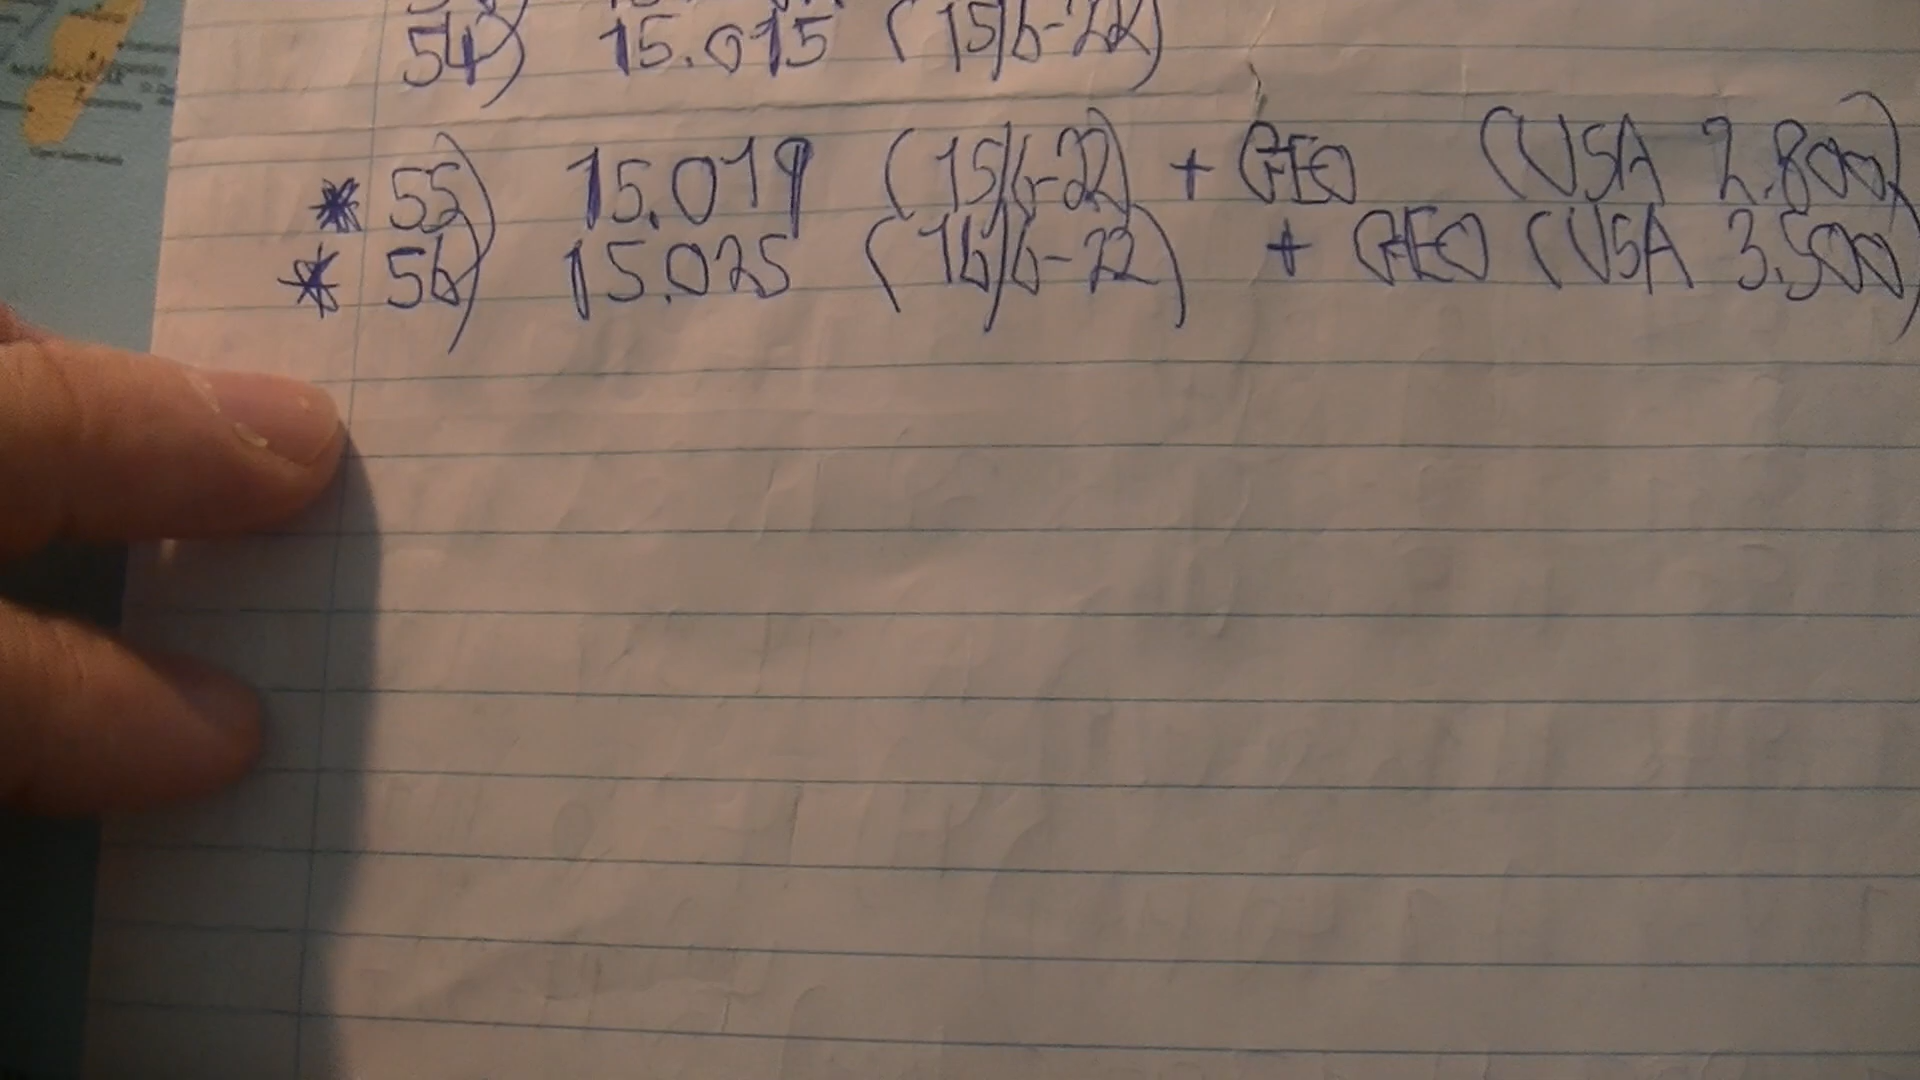 MADAGASCAR
54) 15.015 (15/6-22)
* 55) 15.019 (15/6-22) + GEO (USA 2.800)
* 56) 15.025 (16/6-22) + GEO (USA 3.500)